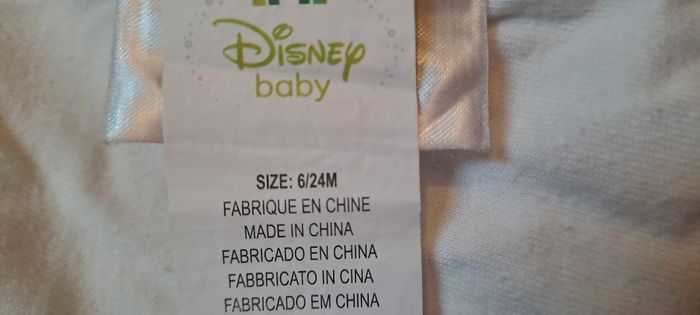 Disney
baby
SIZE: 6/24M
FABRIQUE EN CHINE
MADE IN CHINA
FABRICADO EN CHINA
FABBRICATO IN CINA
FABRICADO EM CHINA